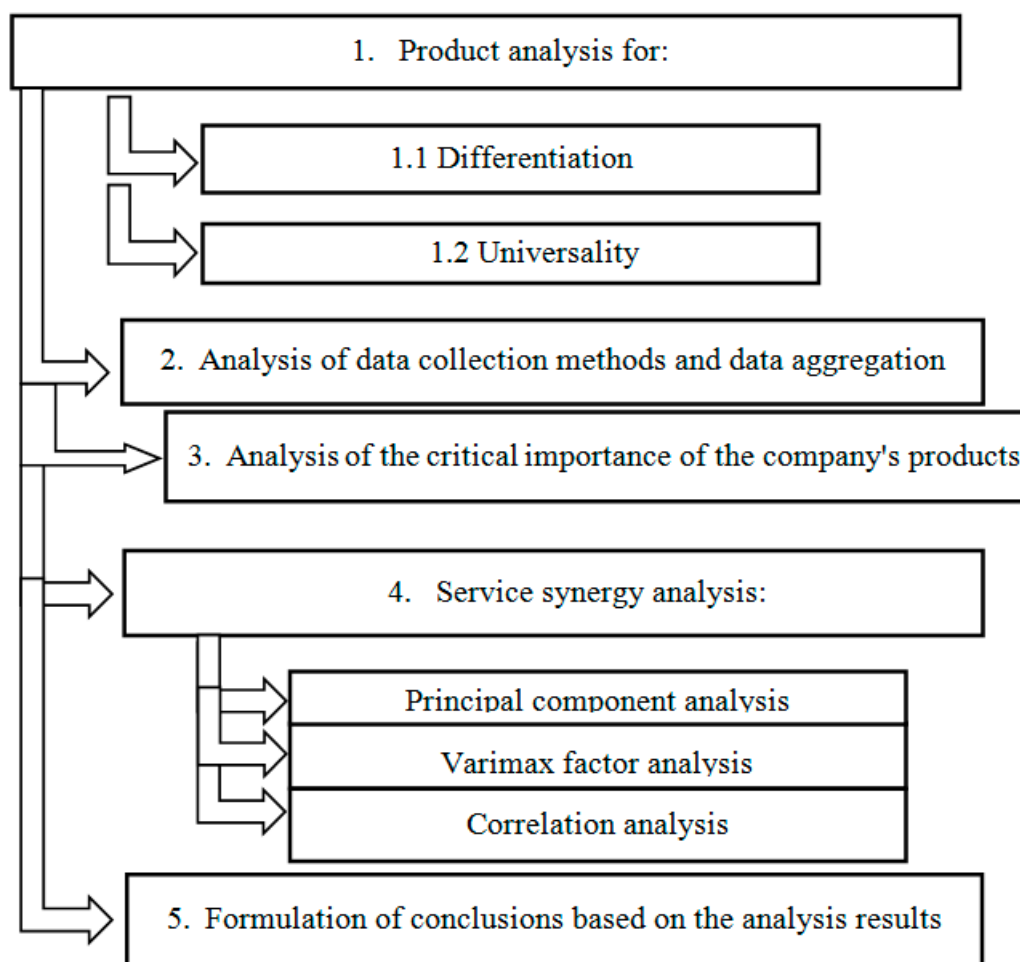 1. Product analysis for:
1.1 Differentiation
1.2 Universality
2. Analysis of data collection methods and data aggregation
3. Analysis of the critical importance of the company's products
4. Service synergy analysis:
Principal component analysis
Varimax factor analysis
Correlation analysis
5. Formulation of conclusions based on the analysis results